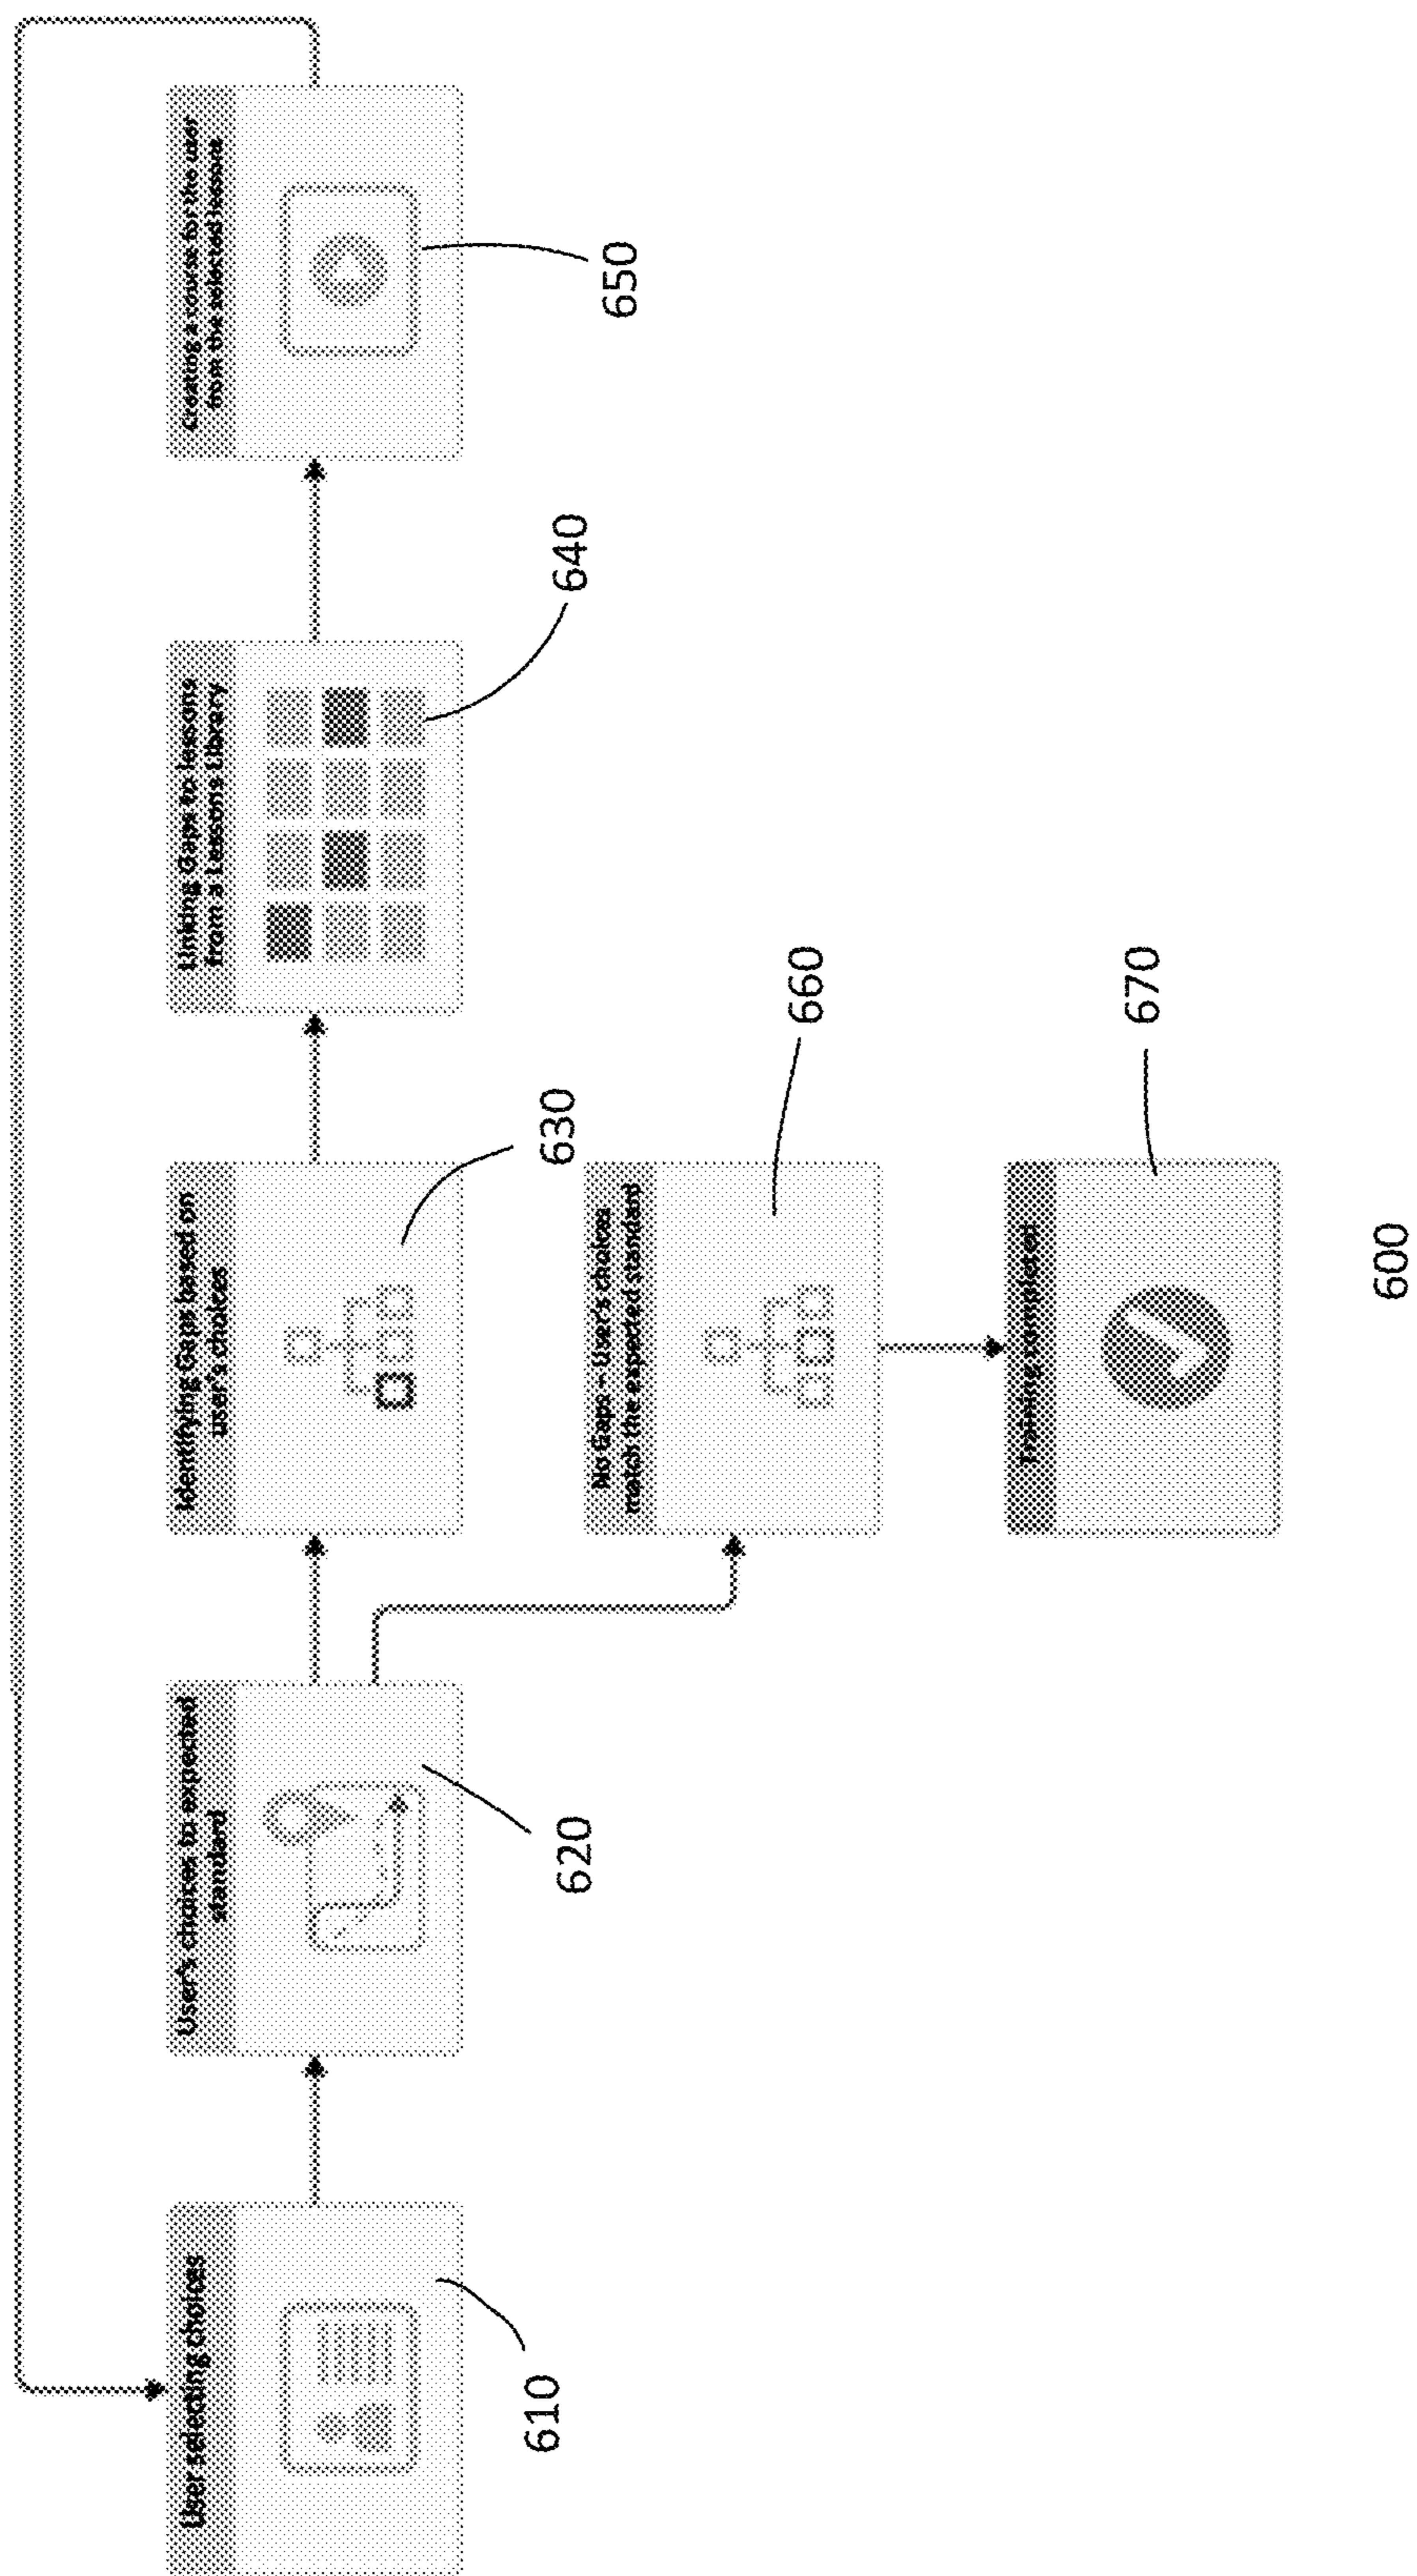 User selecting choices
610
User's choices to expected
standard
620
Identifying Gaps based on
user's choices
630
Linking Gaps to lessons
from a Lessons Library
640
Creating a course for the user
from the selected lessons
650
No Gaps – User's choices
match the expected standard
660
Training completed
670
600